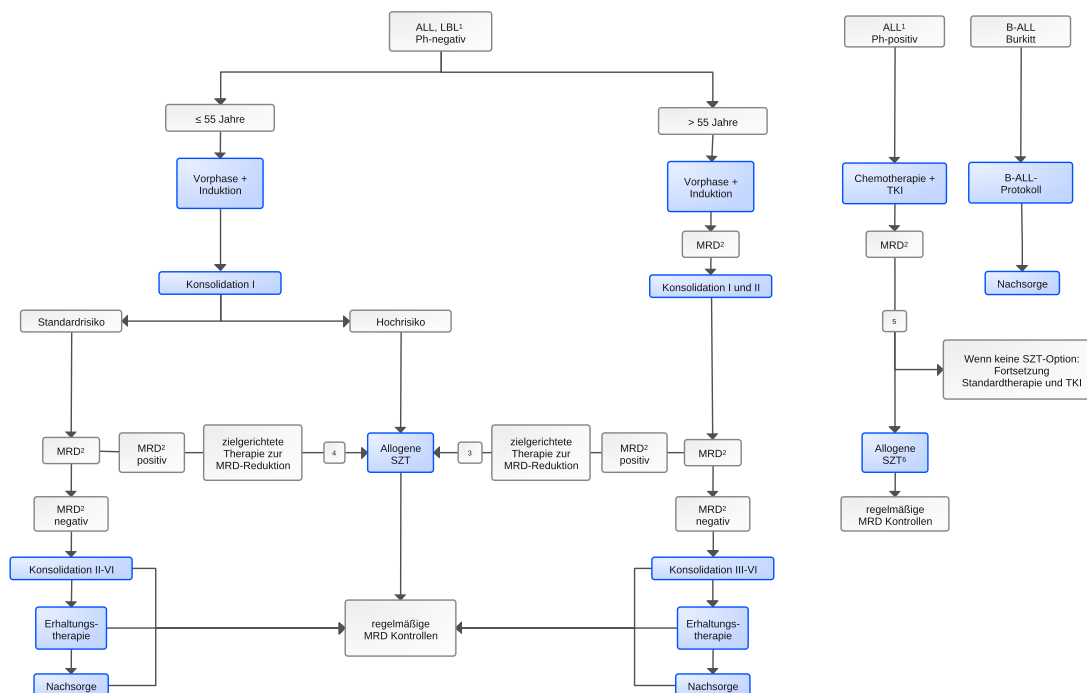 ALL, LBL¹
Ph-negativ
ALL¹
Ph-positiv
B-ALL
Burkitt
≤ 55 Jahre
> 55 Jahre
Vorphase +
Induktion
Vorphase +
Induktion
Chemotherapie +
TKI
B-ALL-
Protokoll
MRD²
MRD²
Konsolidation I
Konsolidation I und II
Nachsorge
Standardrisiko
Hochrisiko
5
Wenn keine SZT-Option:
Fortsetzung
Standardtherapie und TKI
MRD²
MRD²
positiv
zielgerichtete
Therapie zur
MRD-Reduktion
4
Allogene
SZT
3
zielgerichtete
Therapie zur
MRD-Reduktion
MRD²
positiv
MRD²
Allogene
SZT⁶
MRD²
negativ
MRD²
negativ
regelmäßige
MRD Kontrollen
Konsolidation II-VI
Konsolidation III-VI
Erhaltungs-
therapie
regelmäßige
MRD Kontrollen
Erhaltungs-
therapie
Nachsorge
Nachsorge